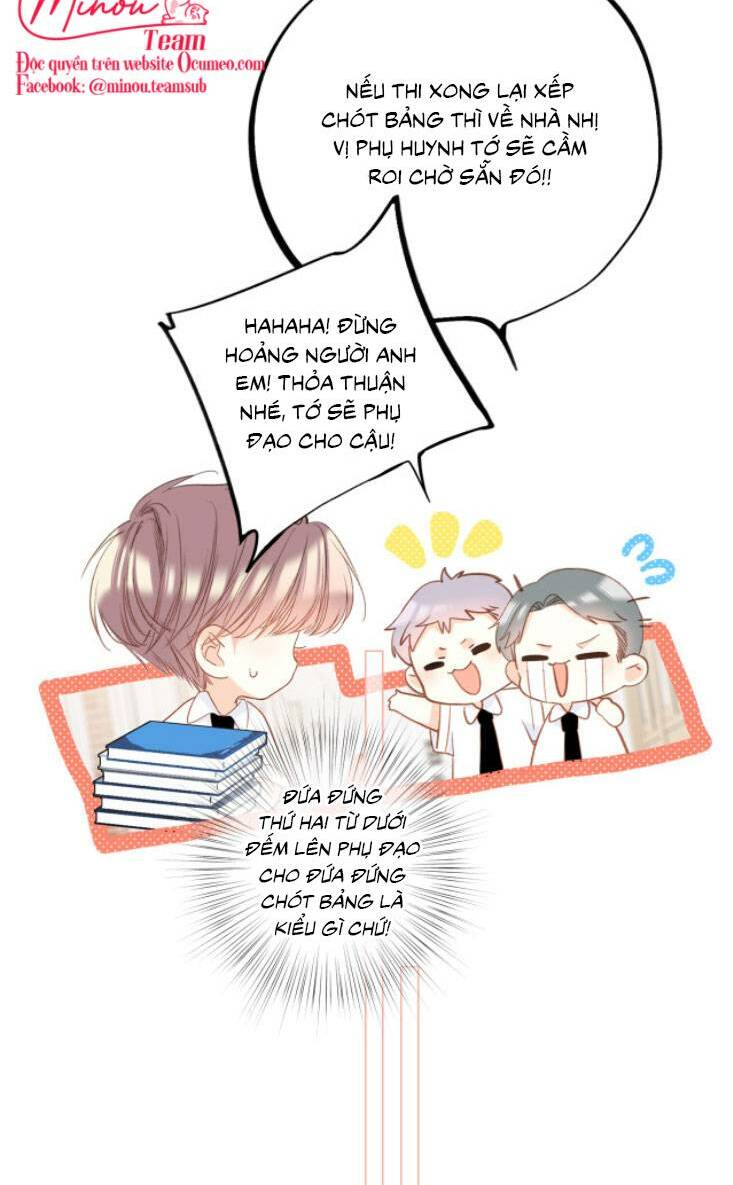 Minou
Team
Độc quyền trên website Ocumeo.com
Facebook: @minou.teamsub
NẾU THI XONG LẠI XẾP
CHÓT BẢNG THÌ VỀ NHÀ NHỊ
VỊ PHỤ HUYNH TỚ SẼ CẦM
ROI CHỜ SẴN ĐÓ!!
HAHAHA! ĐỪNG
HOẢNG NGƯỜI ANH
EM! THỎA THUẬN
NHÉ, TỚ SẼ PHỤ
ĐẠO CHO CẬU!
ĐỨA ĐỨNG
THỨ HAI TỪ DƯỚI
ĐẾM LÊN PHỤ ĐẠO
CHO ĐỨA ĐỨNG
CHÓT BẢNG LÀ
KIỂU GÌ CHỨ!